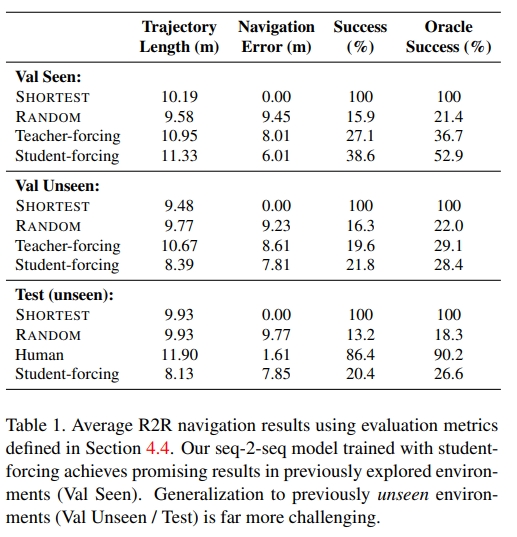 Trajectory Navigation Success Oracle
Length (m) Error (m) (%) Success (%)
Val Seen:
SHORTEST 10.19 0.00 100 100
RANDOM 9.58 9.45 15.9 21.4
Teacher-forcing 10.95 8.01 27.1 36.7
Student-forcing 11.33 6.01 38.6 52.9
Val Unseen:
SHORTEST 9.48 0.00 100 100
RANDOM 9.77 9.23 16.3 22.0
Teacher-forcing 10.67 8.61 19.6 29.1
Student-forcing 8.39 7.81 21.8 28.4
Test (unseen):
SHORTEST 9.93 0.00 100 100
RANDOM 9.93 9.77 13.2 18.3
Human 11.90 1.61 86.4 90.2
Student-forcing 8.13 7.85 20.4 26.6
Table 1. Average R2R navigation results using evaluation metrics
defined in Section 4.4. Our seq-2-seq model trained with student-
forcing achieves promising results in previously explored environ-
ments (Val Seen). Generalization to previously unseen environ-
ments (Val Unseen / Test) is far more challenging.